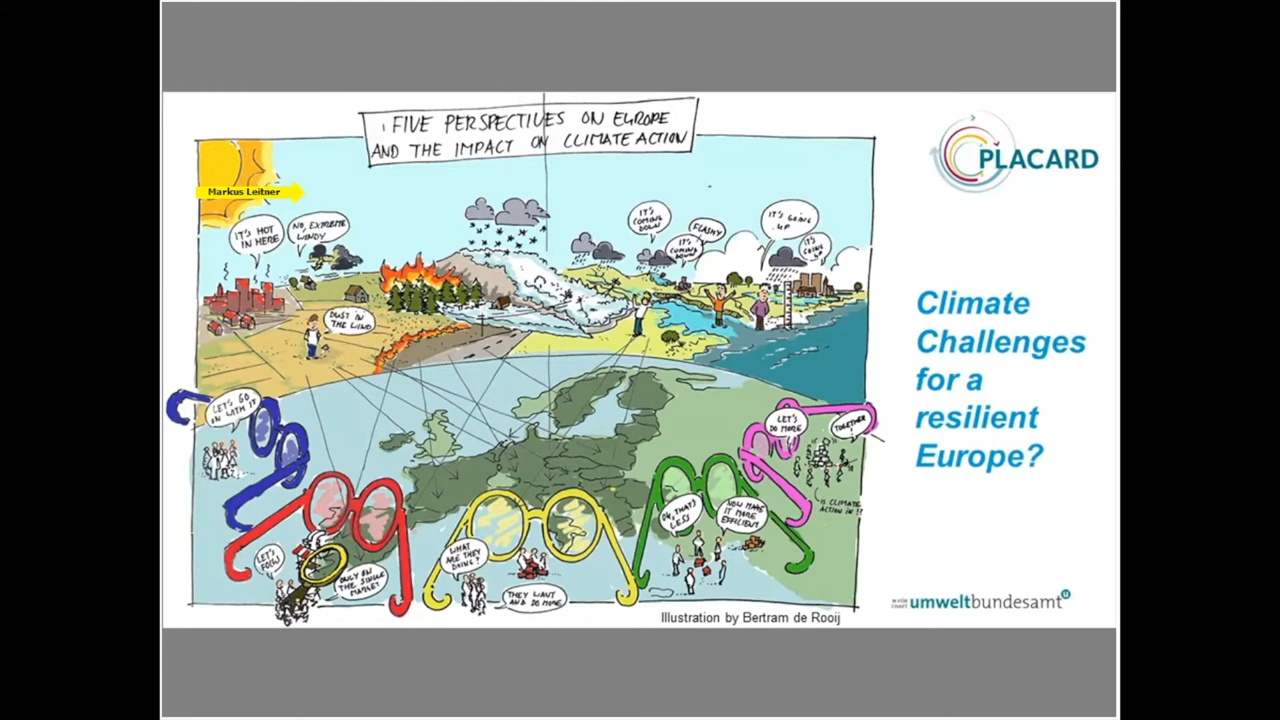 FIVE PERSPECTIVES ON EUROPE
AND THE IMPACT ON CLIMATE ACTION
PLACARD
Markus Leitner
IT'S HOT
IN HERE
NO, EXTREME
WINDY
IT'S
COMING
DOWN
FLASHY
IT'S
COMING
DOWN
IT'S GOING
UP
IT'S
GOING
UP
DUST IN
THE WIND
Climate
Challenges
for a
resilient
Europe?
LET'S GO
IN WITH IT
LET'S
DO MORE
TOGETHER
IS CLIMATE
ACTION IN !!
OK, THAT'S
LESS
NOW MAKE
IT MORE
EFFICIENT
WHAT
ARE THEY
DOING?
THEY WANT
AND DO MORE
LET'S
ONLY ON
THE SINGLE
MARKET
umweltbundesamt
Illustration by Bertram de Rooij